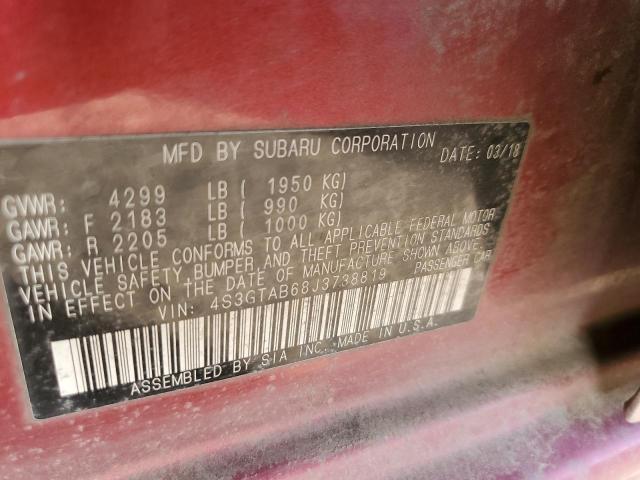 MFD BY SUBARU CORPORATION DATE: 03/18
GVWR: 4299 LB ( 1950 KG)
GAWR: F 2183 LB ( 990 KG)
GAWR: R 2205 LB ( 1000 KG)
THIS VEHICLE CONFORMS TO ALL APPLICABLE FEDERAL MOTOR
VEHICLE SAFETY, BUMPER AND THEFT PREVENTION STANDARDS
IN EFFECT ON THE DATE OF MANUFACTURE SHOWN ABOVE.
VIN: 4S3GTAB68J3738819 PASSENGER CAR
ASSEMBLED BY SIA INC. MADE IN U.S.A.